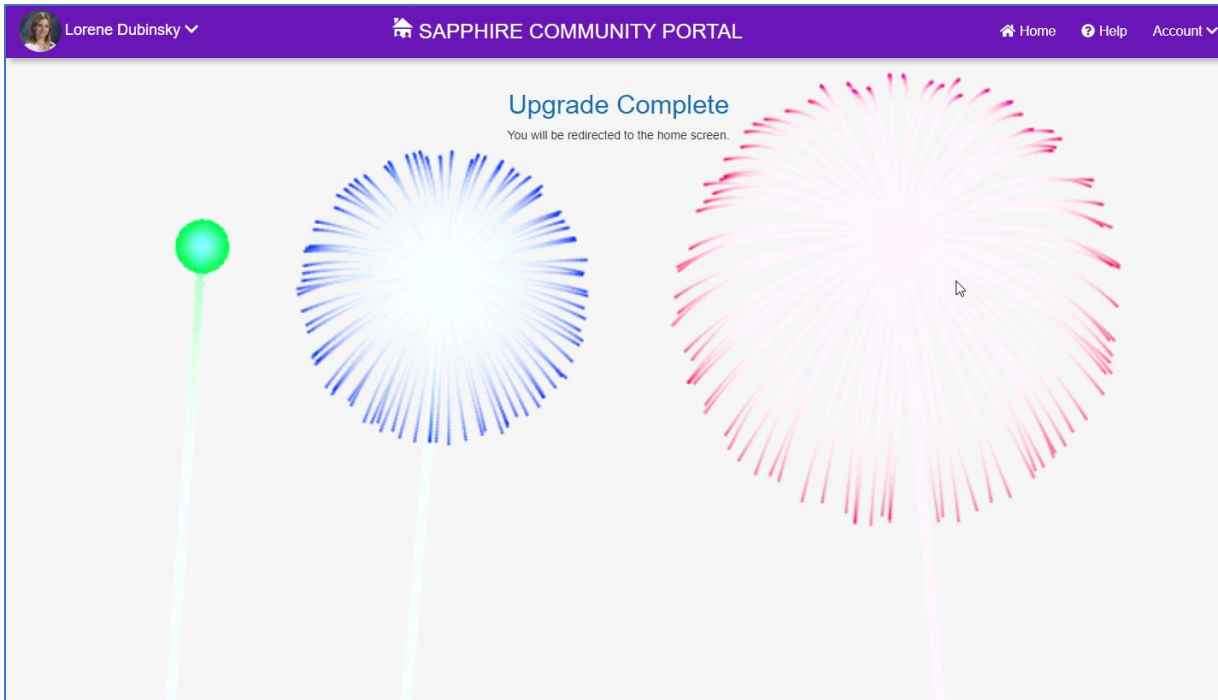 Lorene Dubinsky
SAPPHIRE COMMUNITY PORTAL
Home
Help
Account
Upgrade Complete
You will be redirected to the home screen.